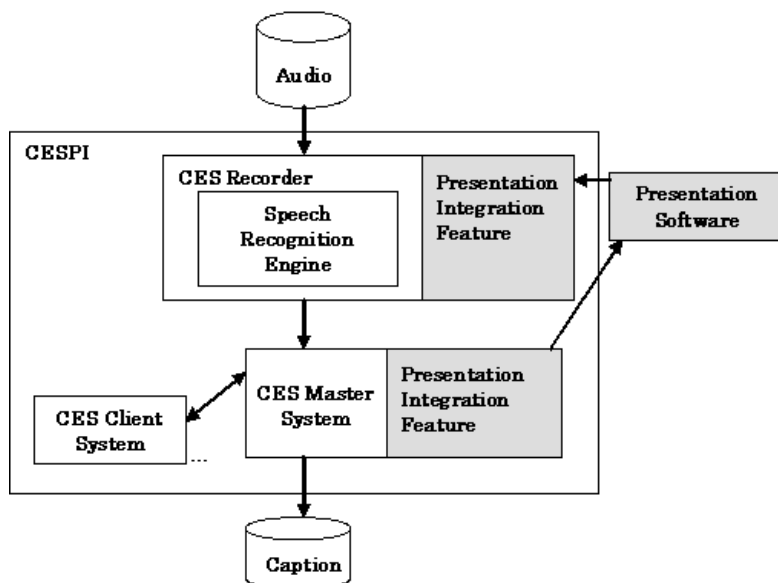 Audio
CESPI
CES Recorder
Speech
Recognition
Engine
Presentation
Integration
Feature
Presentation
Software
CES Master
System
Presentation
Integration
Feature
CES Client
System
...
Caption